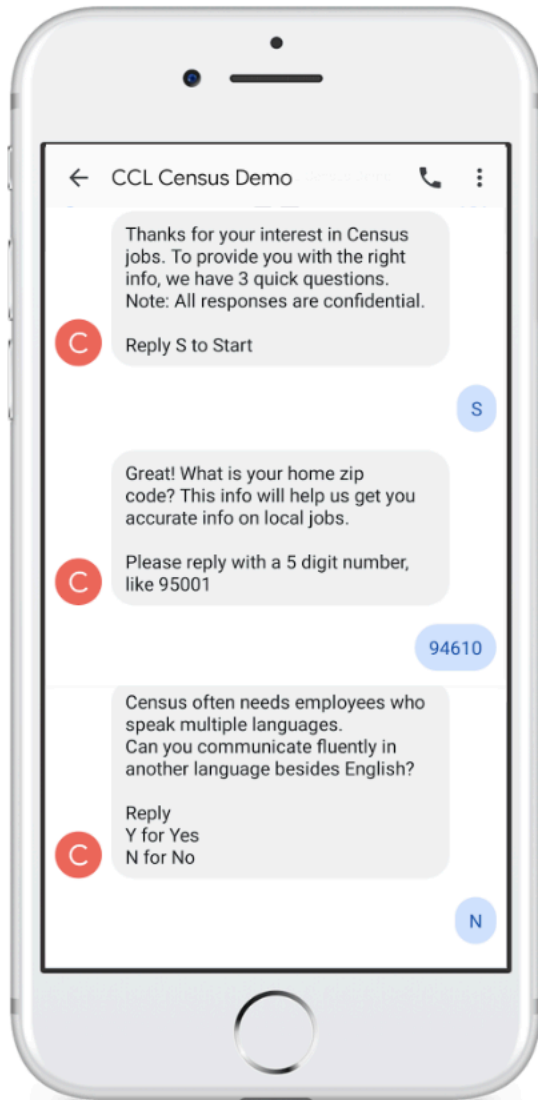 CCL Census Demo
Thanks for your interest in Census
jobs. To provide you with the right
info, we have 3 quick questions.
Note: All responses are confidential.
Reply S to Start
C
S
Great! What is your home zip
code? This info will help us get you
accurate info on local jobs.
Please reply with a 5 digit number,
like 95001
C
94610
Census often needs employees who
speak multiple languages.
Can you communicate fluently in
another language besides English?
Reply
Y for Yes
N for No
C
N